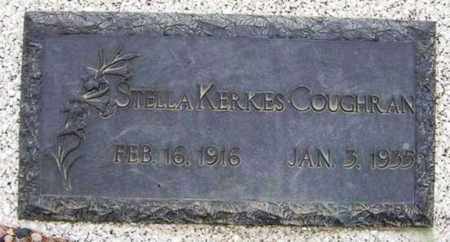 STELLA KERKES-COUGHRAN
FEB. 16, 1916 JAN. 3, 1935